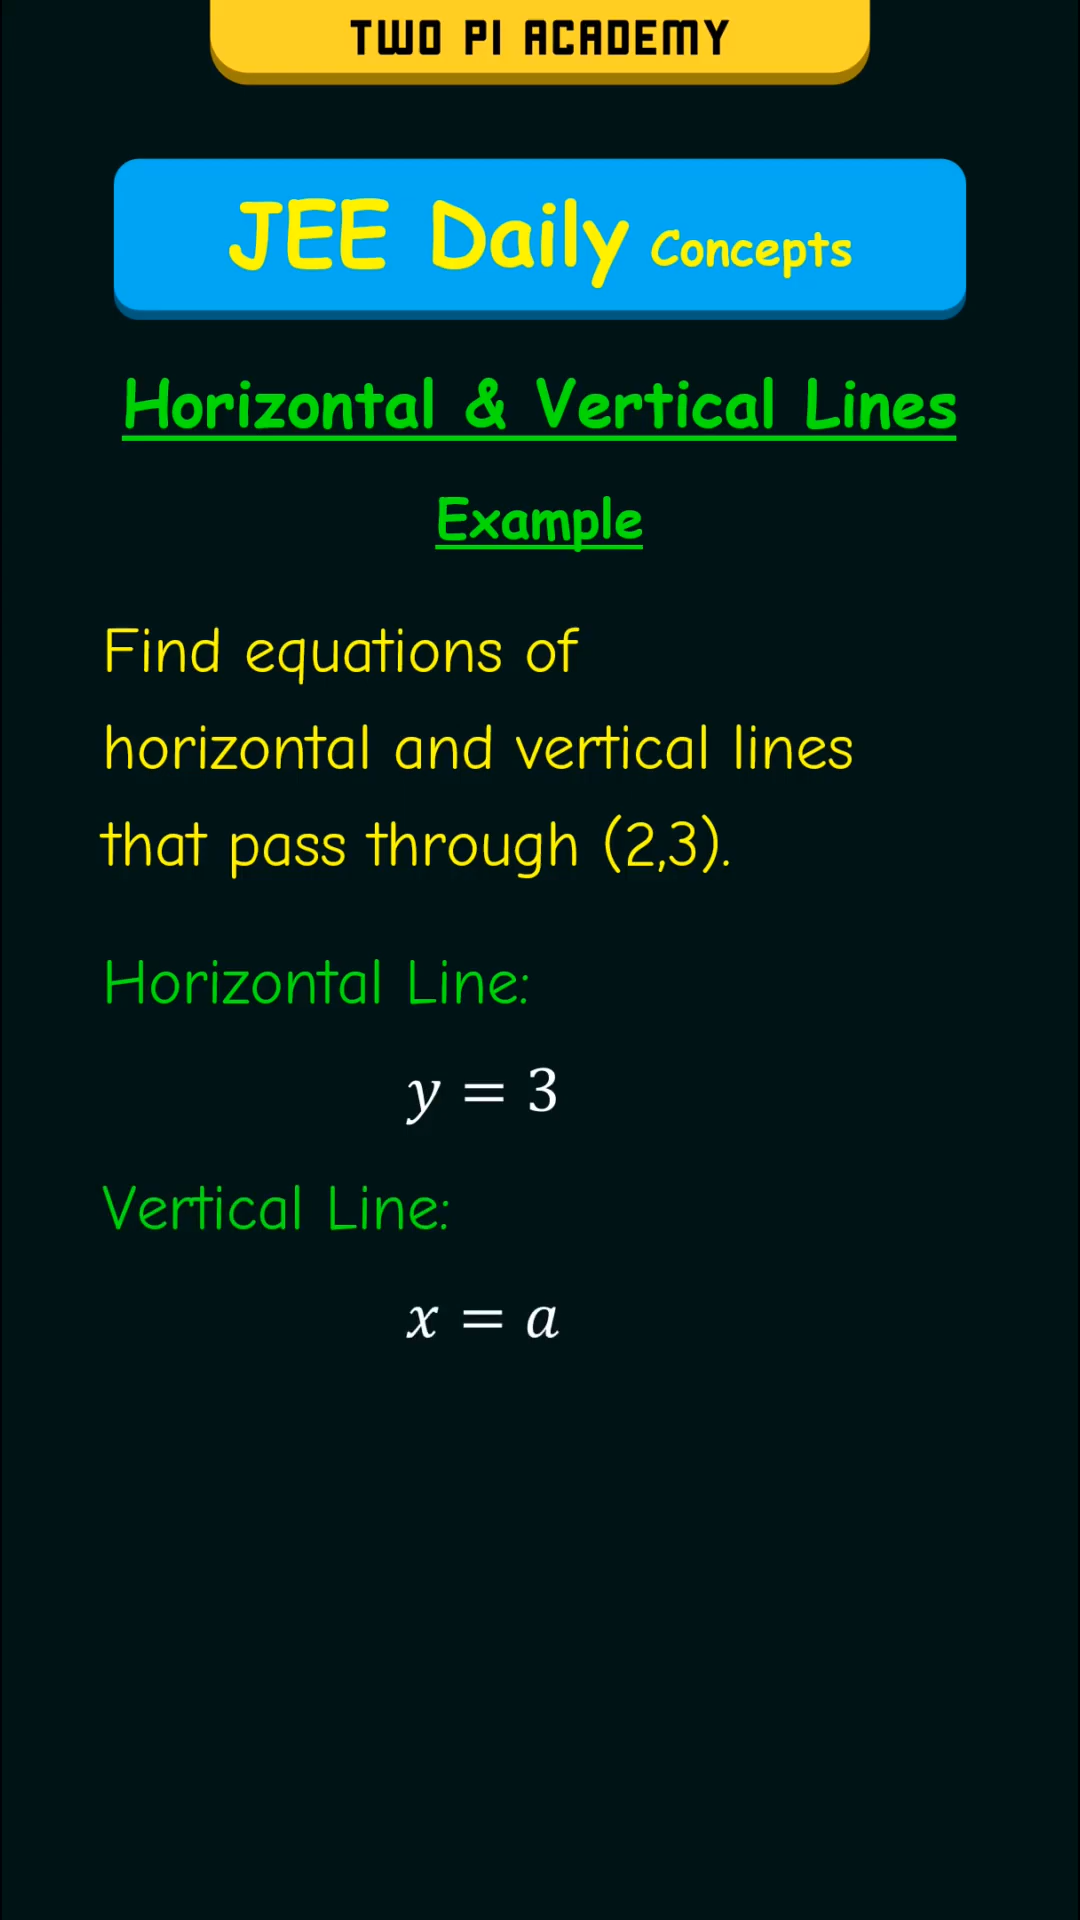 TWO PI ACADEMY
JEE Daily Concepts
Horizontal & Vertical Lines
Example
Find equations of
horizontal and vertical lines
that pass through (2,3).
Horizontal Line:
y = 3
Vertical Line:
x = a